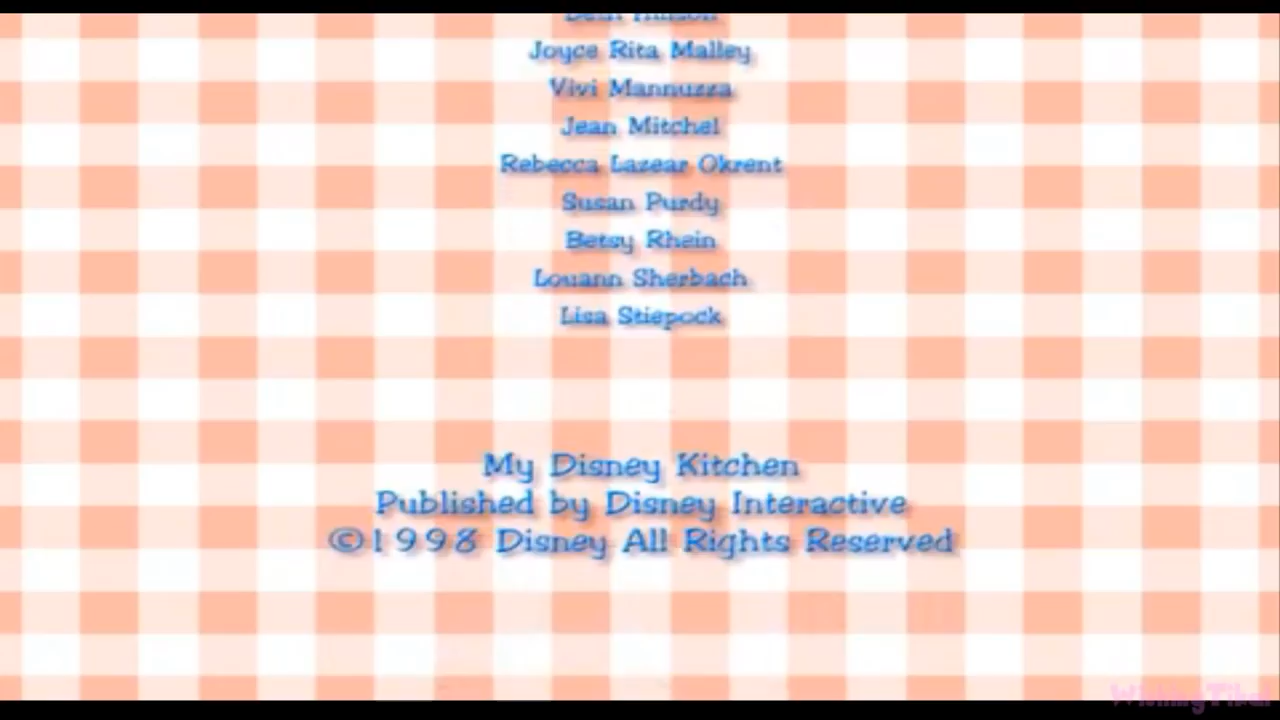 Joyce Rita Malley
Vivi Mannuzza
Jean Mitchel
Rebecca Lazear Okrent
Susan Purdy
Betsy Rhein
Louann Sherbach
Lisa Stiepock
My Disney Kitchen
Published by Disney Interactive
©1998 Disney All Rights Reserved
WishingTikal